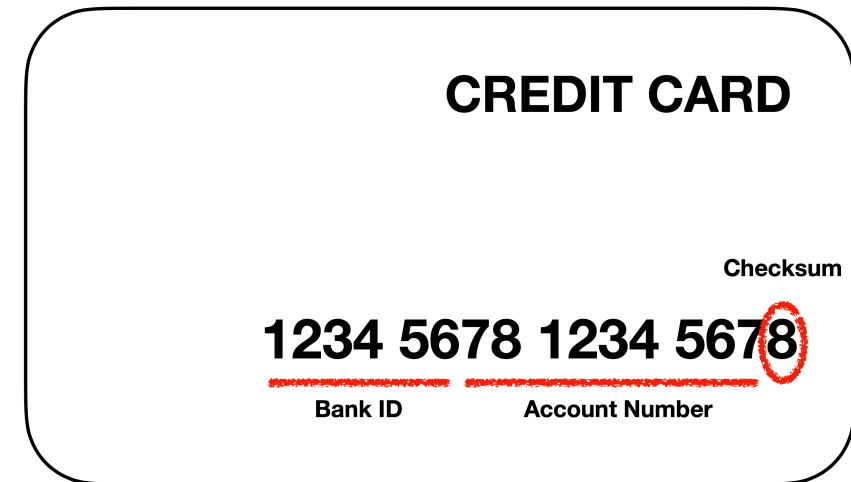 CREDIT CARD
Checksum
1234 5678 1234 5678
Bank ID Account Number